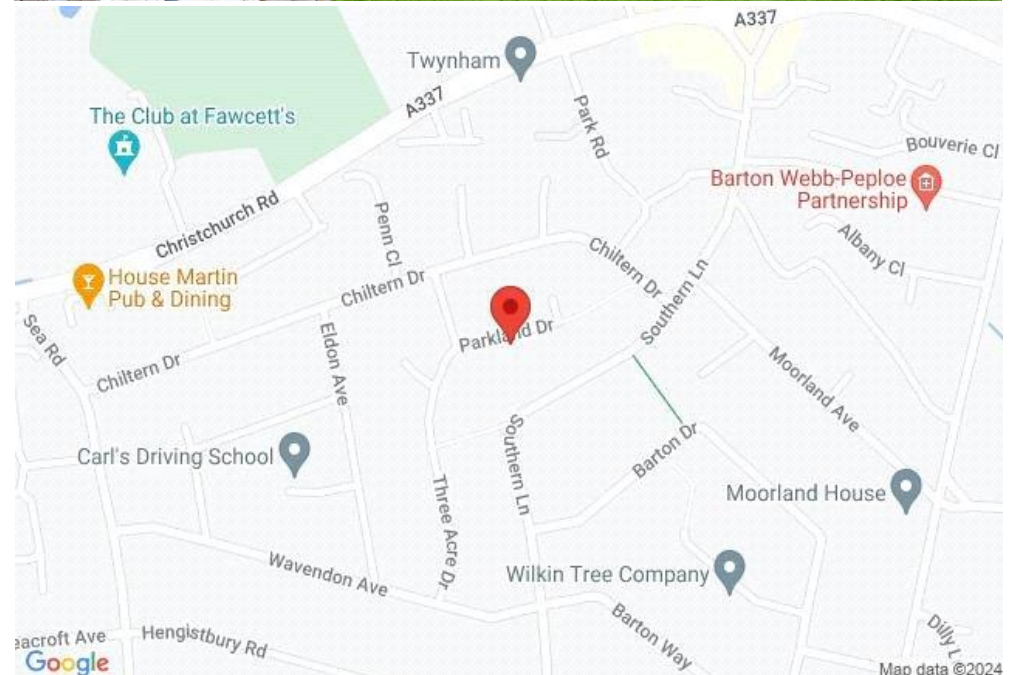 A337
Twynham
A337
The Club at Fawcett's
Park Rd
Bouverie Cl
Barton Webb-Peploe
Partnership
Christchurch Rd
Penn Cl
Albany Cl
Chiltern Dr
House Martin
Pub & Dining
Chiltern Dr
Southern Ln
Sea Rd
Eldon Ave
Parkland Dr
Chiltern Dr
Moorland Ave
Carl's Driving School
Southern Ln
Barton Dr
Moorland House
Three Acre Dr
Wavendon Ave
Wilkin Tree Company
Barton Way
eacroft Ave
Hengistbury Rd
Dilly L
Google
Map data ©2024